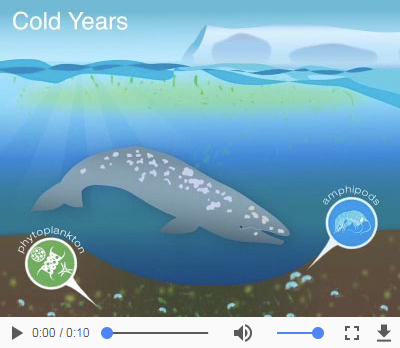 Cold Years
amphipods
phytoplankton
0:00 / 0:10